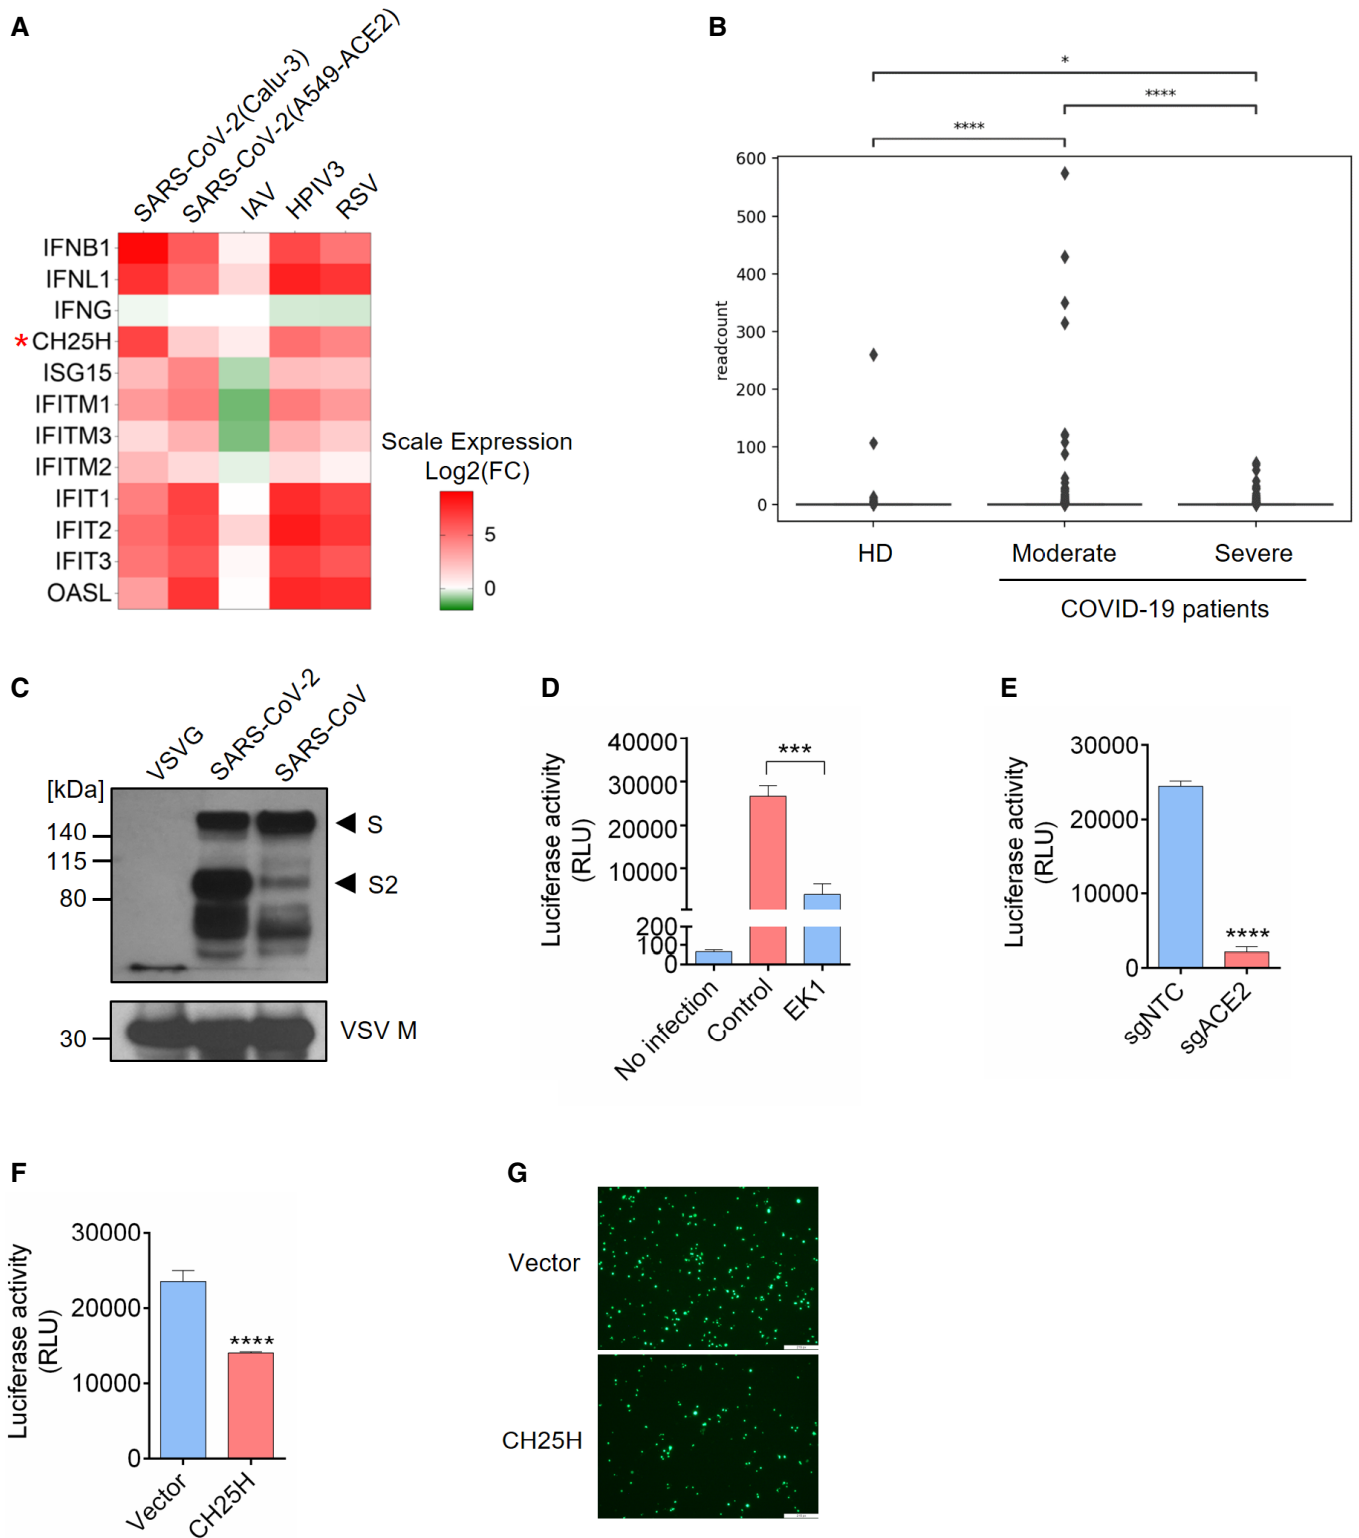 A
SARS-CoV-2(Calu-3)
SARS-CoV-2(A549-ACE2)
IAV
HPIV3
RSV
IFNB1
IFNL1
IFNG
* CH25H
ISG15
IFITM1
IFITM3
IFITM2
IFIT1
IFIT2
IFIT3
OASL
Scale Expression
Log2(FC)
5
0
B
*
****
****
600
500
400
300
200
100
0
readcount
HD
Moderate
Severe
COVID-19 patients
C
VSVG
SARS-CoV-2
SARS-CoV
[kDa]
140
115
80
30
S
S2
VSV M
D
Luciferase activity
(RLU)
40000
30000
20000
10000
200
100
0
***
No infection
Control
EK1
E
Luciferase activity
(RLU)
30000
20000
10000
0
****
sgNTC
sgACE2
F
Luciferase activity
(RLU)
30000
20000
10000
0
****
Vector
CH25H
G
Vector
CH25H